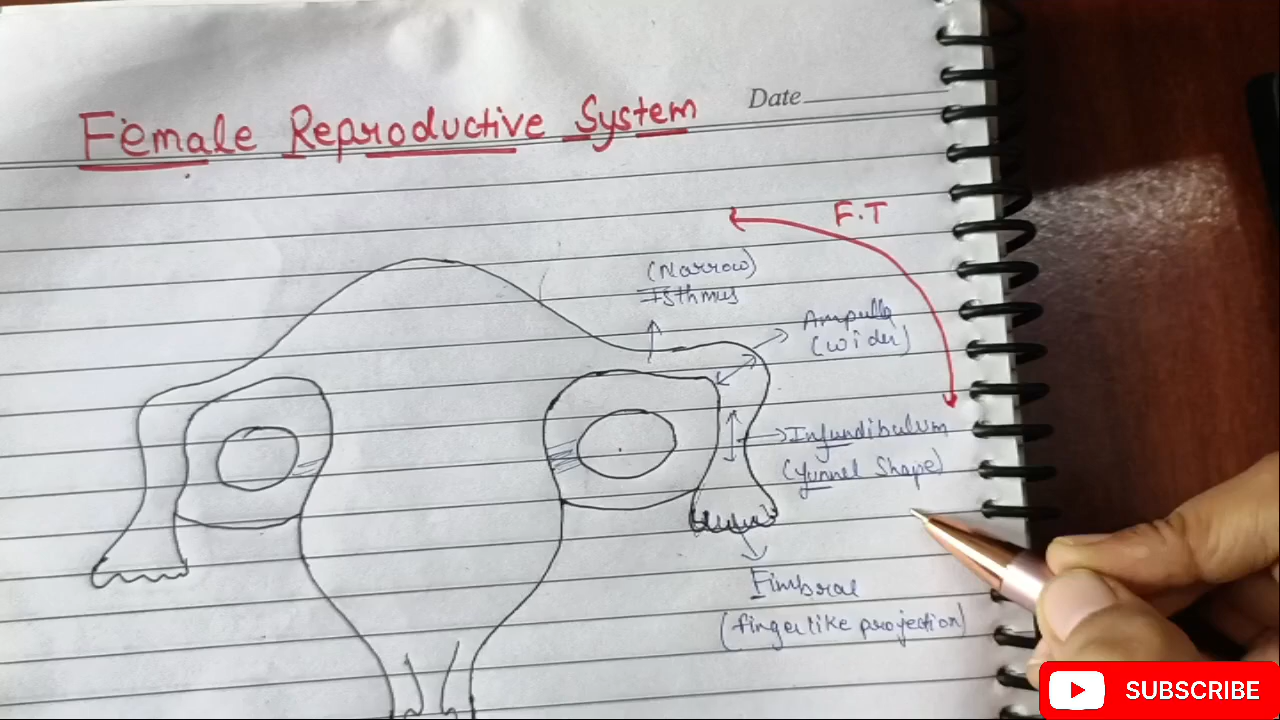 Female Reproductive System
Date
F.T
(Narrow)
Isthmus
Ampulla
(wider)
Infundibulum
(funnel Shape)
Fimbrae
(fingerlike projection)
SUBSCRIBE